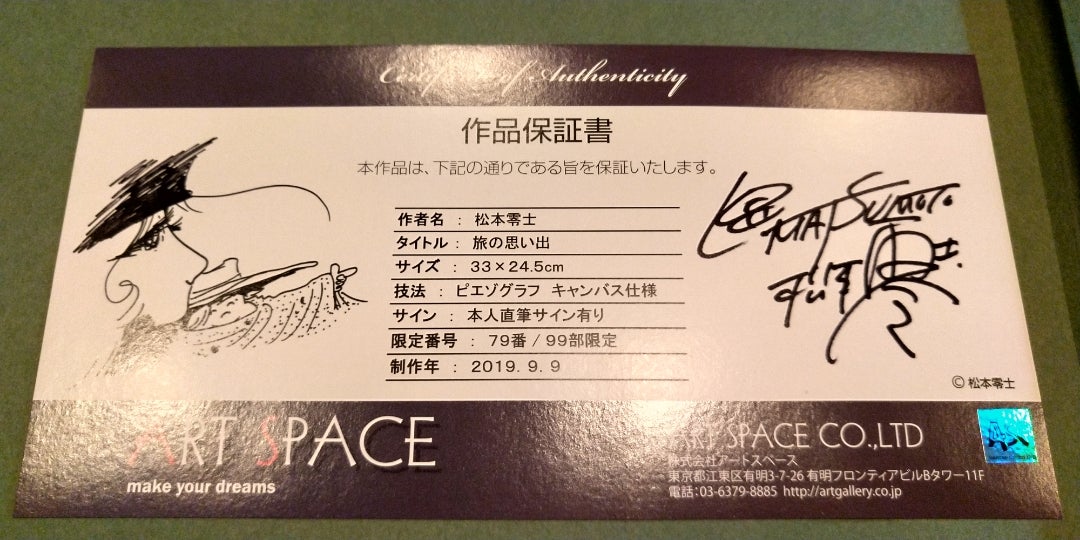 Certificate of Authenticity
作品保証書
本作品は、下記の通りである旨を保証いたします。
作者名 : 松本零士
タイトル : 旅の思い出
サイズ : 33×24.5cm
技法 : ピエゾグラフ キャンバス仕様
サイン : 本人直筆サイン有り
限定番号 : 79番/99部限定
制作年 : 2019. 9. 9
MATSUMOTO
© 松本零士
ART SPACE
make your dreams
ART SPACE CO.,LTD
株式会社アートスペース
東京都江東区有明3-7-26 有明フロンティアビルBタワー11F
電話：03-6379-8885 http://artgallery.co.jp